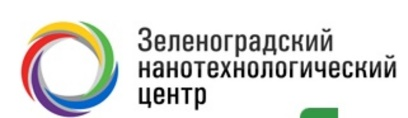 Зеленоградский
нанотехнологический
центр